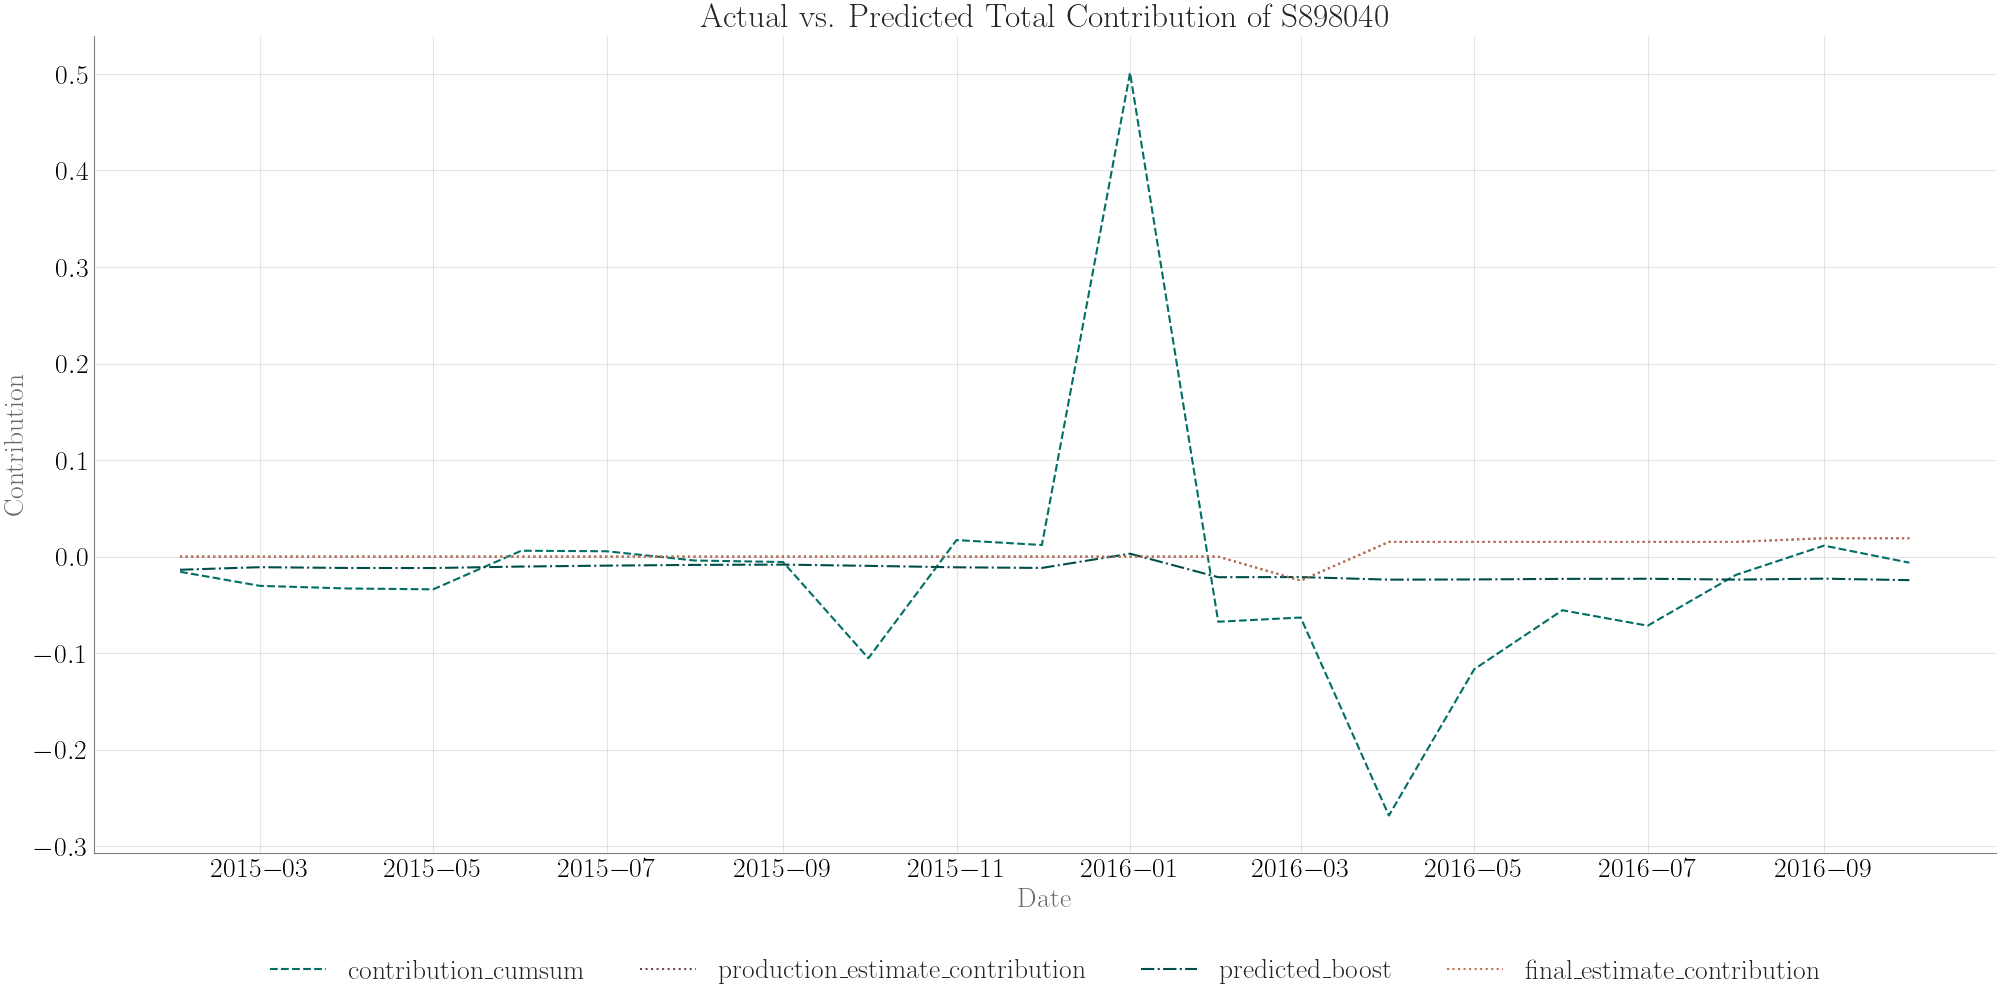 Actual vs. Predicted Total Contribution of S898040
0.5
0.4
0.3
0.2
0.1
0.0
−0.1
−0.2
−0.3
Contribution
2015−03 2015−05 2015−07 2015−09 2015−11 2016−01 2016−03 2016−05 2016−07 2016−09
Date
contribution_cumsum production_estimate_contribution predicted_boost final_estimate_contribution